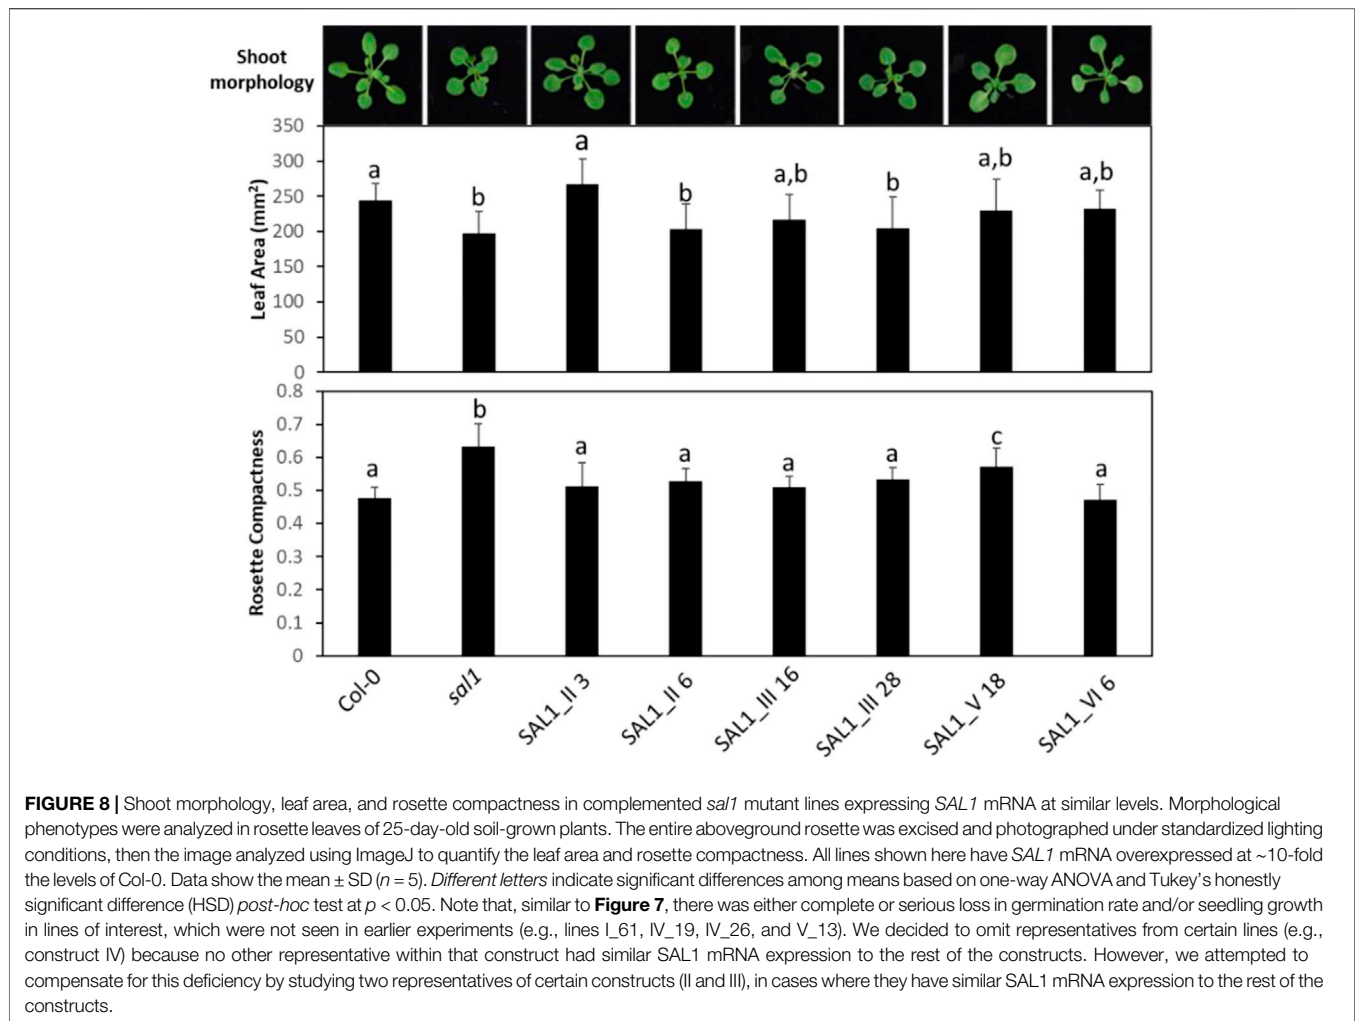 Shoot
morphology
350
300
250
200
150
100
50
0
Leaf Area (mm²)
a
b
a
b
a,b
b
a,b
a,b
0.8
0.7
0.6
0.5
0.4
0.3
0.2
0.1
0
Rosette Compactness
a
b
a
a
a
a
c
a
Col-0
sal1
SAL1_II 3
SAL1_II 6
SAL1_III 16
SAL1_III 28
SAL1_V 18
SAL1_VI 6
FIGURE 8 | Shoot morphology, leaf area, and rosette compactness in complemented sal1 mutant lines expressing SAL1 mRNA at similar levels. Morphological
phenotypes were analyzed in rosette leaves of 25-day-old soil-grown plants. The entire aboveground rosette was excised and photographed under standardized lighting
conditions, then the image analyzed using ImageJ to quantify the leaf area and rosette compactness. All lines shown here have SAL1 mRNA overexpressed at ~10-fold
the levels of Col-0. Data show the mean ± SD (n = 5). Different letters indicate significant differences among means based on one-way ANOVA and Tukey's honestly
significant difference (HSD) post-hoc test at p < 0.05. Note that, similar to Figure 7, there was either complete or serious loss in germination rate and/or seedling growth
in lines of interest, which were not seen in earlier experiments (e.g., lines I_61, IV_19, IV_26, and V_13). We decided to omit representatives from certain lines (e.g.,
construct IV) because no other representative within that construct had similar SAL1 mRNA expression to the rest of the constructs. However, we attempted to
compensate for this deficiency by studying two representatives of certain constructs (II and III), in cases where they have similar SAL1 mRNA expression to the rest of the
constructs.